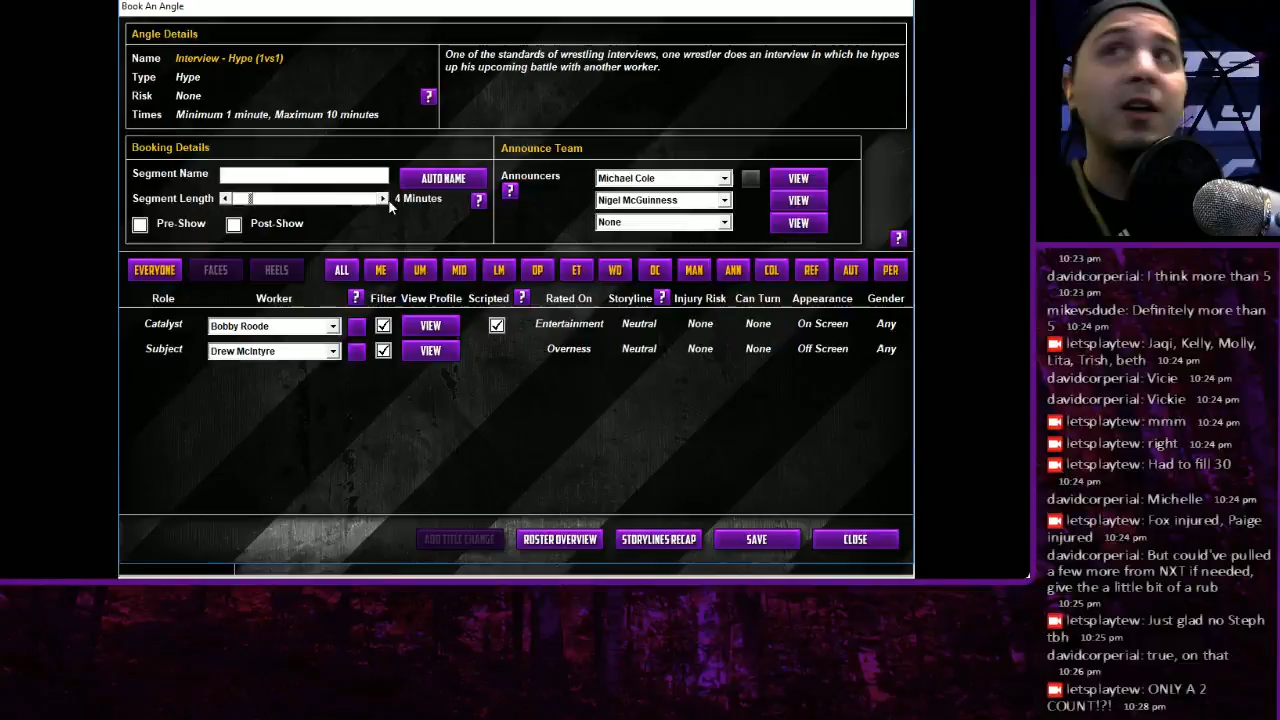 Book An Angle
Angle Details
Name Interview - Hype (1vs1)
Type Hype
Risk None
?
Times Minimum 1 minute, Maximum 10 minutes
One of the standards of wrestling interviews, one wrestler does an interview in which he hypes
up his upcoming battle with another worker.
Booking Details
Segment Name
AUTO NAME
Segment Length
4 Minutes
?
Pre-Show
Post-Show
Announce Team
Announcers
?
Michael Cole
VIEW
Nigel McGuinness
VIEW
None
VIEW
?
EVERYONE FACES HEELS ALL ME UM MID LM OP ET WD OC MAN ANN COL REF AUT PER
Role Worker ? Filter View Profile Scripted ? Rated On Storyline ? Injury Risk Can Turn Appearance Gender
Catalyst Bobby Roode VIEW Entertainment Neutral None None On Screen Any
Subject Drew McIntyre VIEW Overness Neutral None None Off Screen Any
ADD TITLE CHANGE ROSTER OVERVIEW STORYLINES RECAP SAVE CLOSE
10:23 pm
davidcorperial: I think more than 5
10:23 pm
mikevsdude: Definitely more than
5 10:24 pm
letsplaytew: Jaqi, Kelly, Molly,
Lita, Trish, beth 10:24 pm
davidcorperial: Vicie 10:24 pm
davidcorperial: Vickie 10:24 pm
letsplaytew: mmm 10:24 pm
letsplaytew: right 10:24 pm
letsplaytew: Had to fill 30
10:24 pm
davidcorperial: Michelle 10:24 pm
letsplaytew: Fox injured, Paige
injured 10:24 pm
davidcorperial: But could've pulled
a few more from NXT if needed,
give the a little bit of a rub
10:25 pm
letsplaytew: Just glad no Steph
tbh 10:25 pm
davidcorperial: true, on that
10:26 pm
letsplaytew: ONLY A 2
COUNT!?! 10:28 pm